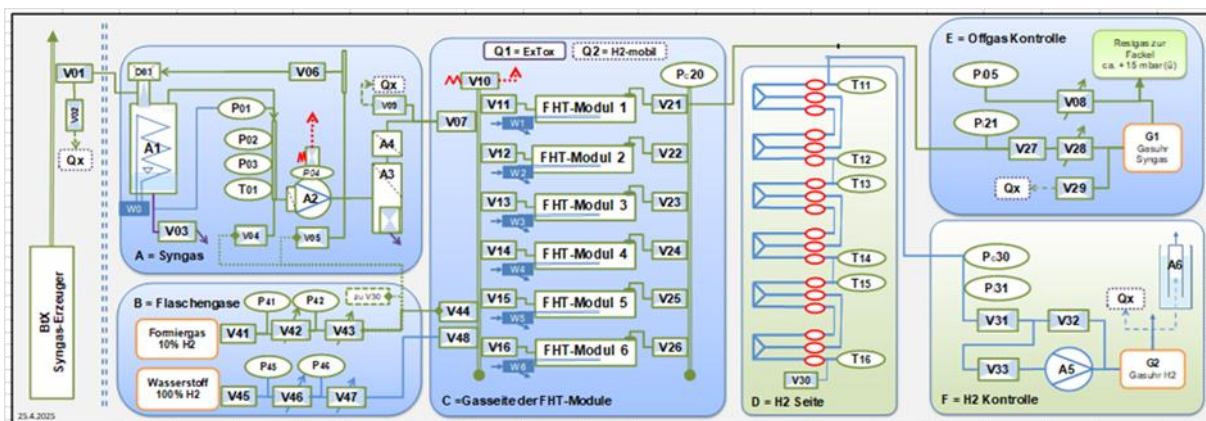 V01
V02
Qx
BtX
Syngas-Erzeuger
25.4.2025
D01
V06
A1
W0
V03
A = Syngas
P01
P02
P03
T01
V04
P04
A2
V05
Qx
V09
A4
A3
B = Flaschengase
Formiergas
10% H2
V41
P41
V42
P42
V43
zu V30
Wasserstoff
100% H2
V45
P45
V46
P46
V47
Q1 = ExTox
Q2 = H2-mobil
V10
V07
V44
V48
Pc20
V11
W1
FHT-Modul 1
V21
V12
W2
FHT-Modul 2
V22
V13
W3
FHT-Modul 3
V23
V14
W4
FHT-Modul 4
V24
V15
W5
FHT-Modul 5
V25
V16
W6
FHT-Modul 6
V26
C =Gasseite der FHT-Module
T11
T12
T13
T14
T15
T16
V30
D = H2 Seite
E = Offgas Kontrolle
Restgas zur
Fackel
ca. + 15 mbar (ü)
V08
V27
V28
V29
Qx
G1
Gasuhr
Syngas
Pc30
P31
V31
V32
V33
A5
Qx
A6
G2
Gasuhr H2
F = H2 Kontrolle